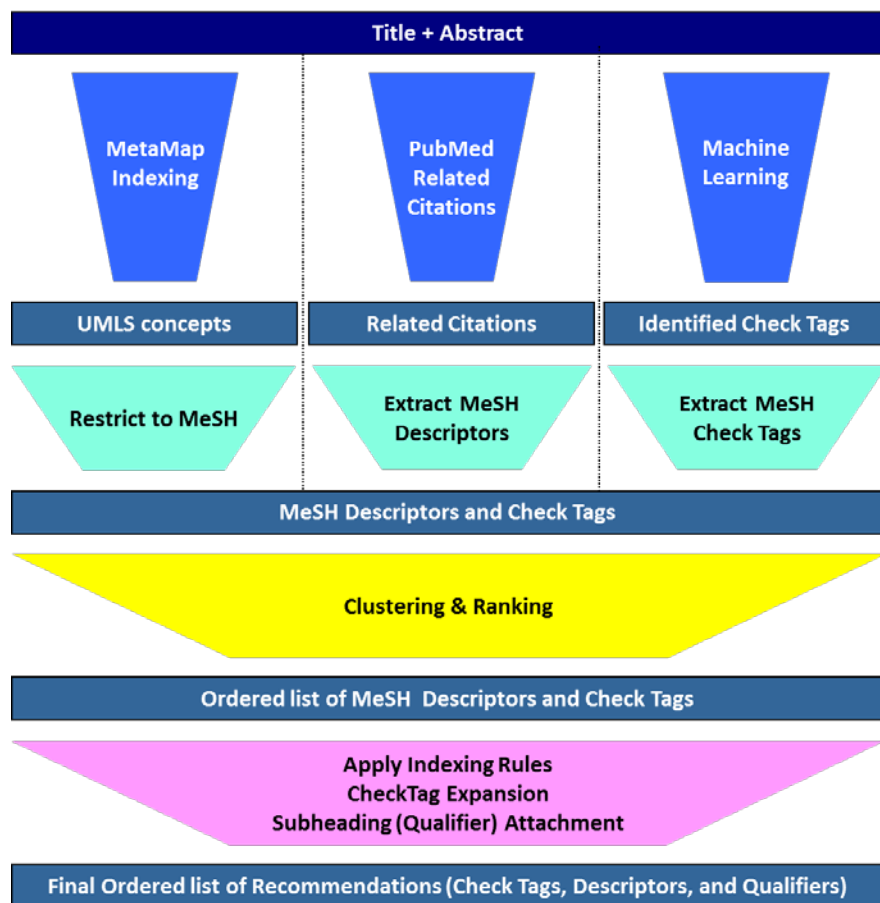 Title + Abstract
MetaMap
Indexing
PubMed
Related
Citations
Machine
Learning
UMLS concepts
Related Citations
Identified Check Tags
Restrict to MeSH
Extract MeSH
Descriptors
Extract MeSH
Check Tags
MeSH Descriptors and Check Tags
Clustering & Ranking
Ordered list of MeSH Descriptors and Check Tags
Apply Indexing Rules
CheckTag Expansion
Subheading (Qualifier) Attachment
Final Ordered list of Recommendations (Check Tags, Descriptors, and Qualifiers)